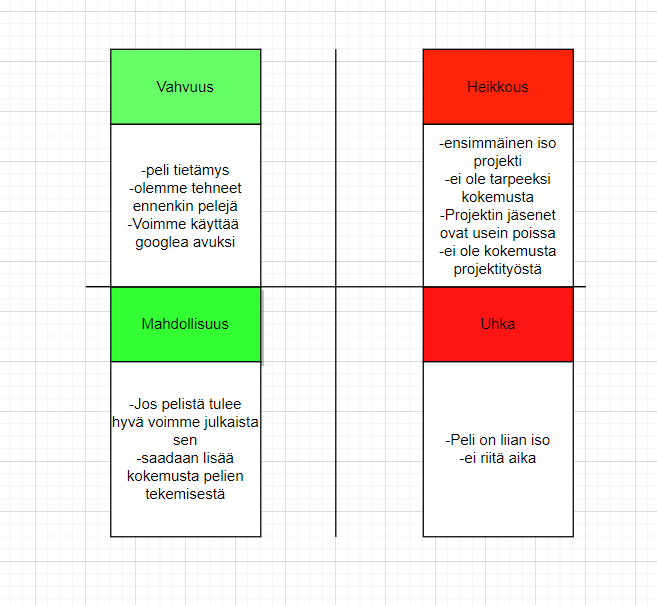 Vahvuus
-peli tietämys
-olemme tehneet
ennenkin pelejä
-Voimme käyttää
googlea avuksi
Heikkous
-ensimmäinen iso
projekti
-ei ole tarpeeksi
kokemusta
-Projektin jäsenet
ovat usein poissa
-ei ole kokemusta
projektityöstä
Mahdollisuus
-Jos pelistä tulee
hyvä voimme julkaista
sen
-saadaan lisää
kokemusta pelien
tekemisestä
Uhka
-Peli on liian iso
-ei riitä aika